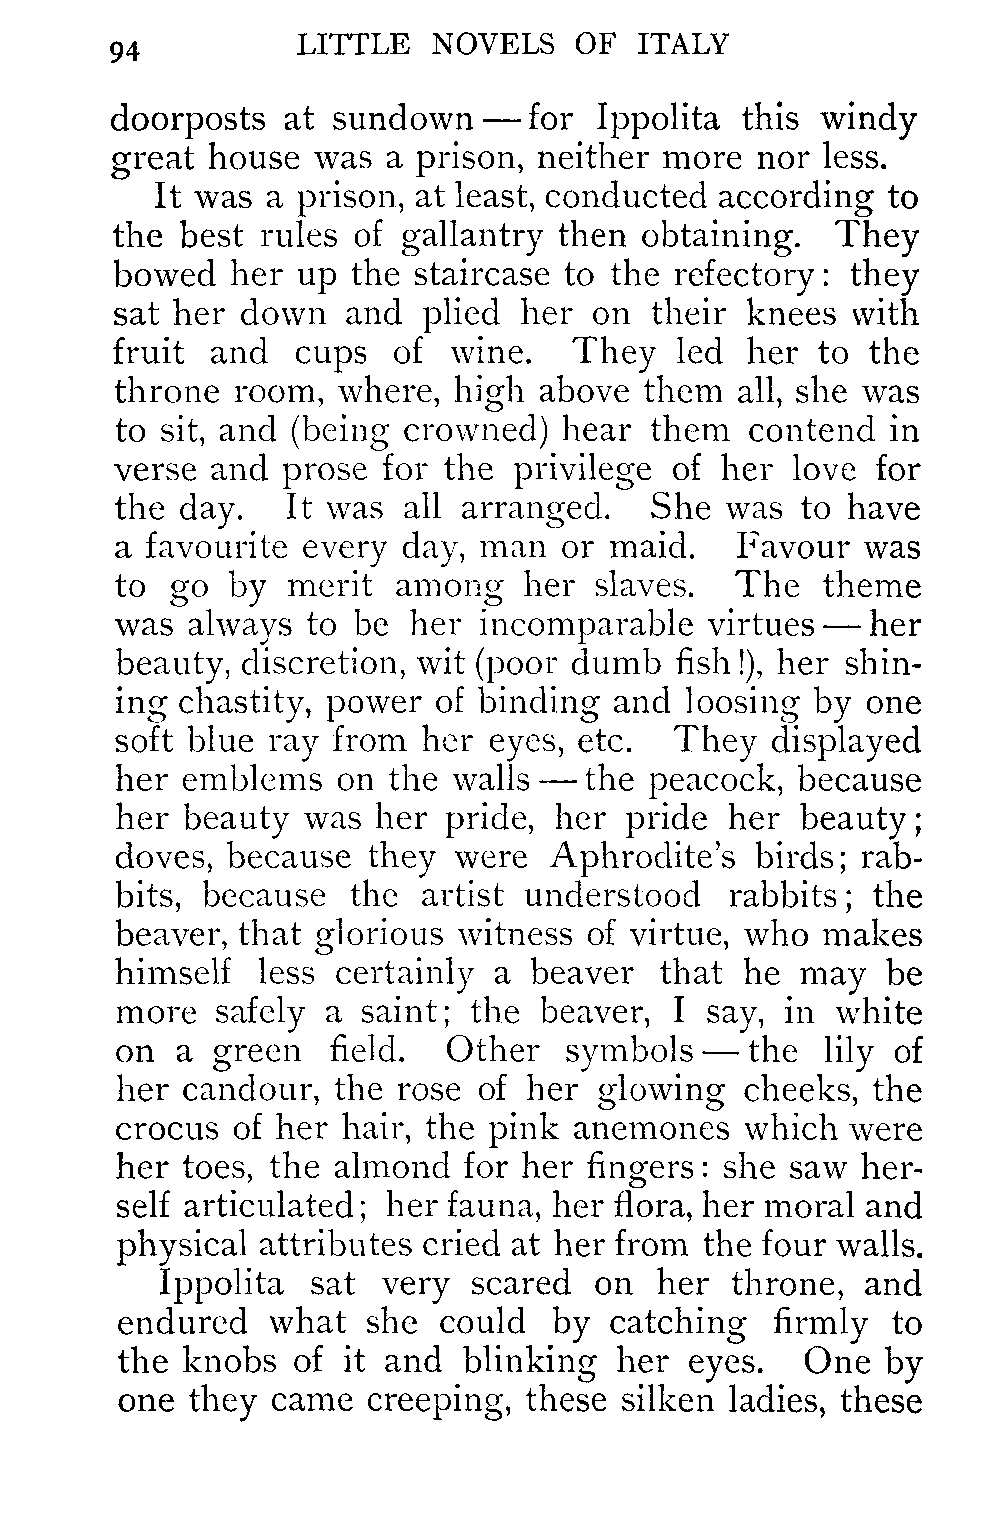 94 LITTLE NOVELS OF ITALY
doorposts at sundown — for Ippolita this windy
great house was a prison, neither more nor less.
It was a prison, at least, conducted according to
the best rules of gallantry then obtaining. They
bowed her up the staircase to the refectory: they
sat her down and plied her on their knees with
fruit and cups of wine. They led her to the
throne room, where, high above them all, she was
to sit, and (being crowned) hear them contend in
verse and prose for the privilege of her love for
the day. It was all arranged. She was to have
a favourite every day, man or maid. Favour was
to go by merit among her slaves. The theme
was always to be her incomparable virtues — her
beauty, discretion, wit (poor dumb fish!), her shin-
ing chastity, power of binding and loosing by one
soft blue ray from her eyes, etc. They displayed
her emblems on the walls — the peacock, because
her beauty was her pride, her pride her beauty;
doves, because they were Aphrodite's birds; rab-
bits, because the artist understood rabbits; the
beaver, that glorious witness of virtue, who makes
himself less certainly a beaver that he may be
more safely a saint; the beaver, I say, in white
on a green field. Other symbols — the lily of
her candour, the rose of her glowing cheeks, the
crocus of her hair, the pink anemones which were
her toes, the almond for her fingers: she saw her-
self articulated; her fauna, her flora, her moral and
physical attributes cried at her from the four walls.
Ippolita sat very scared on her throne, and
endured what she could by catching firmly to
the knobs of it and blinking her eyes. One by
one they came creeping, these silken ladies, these